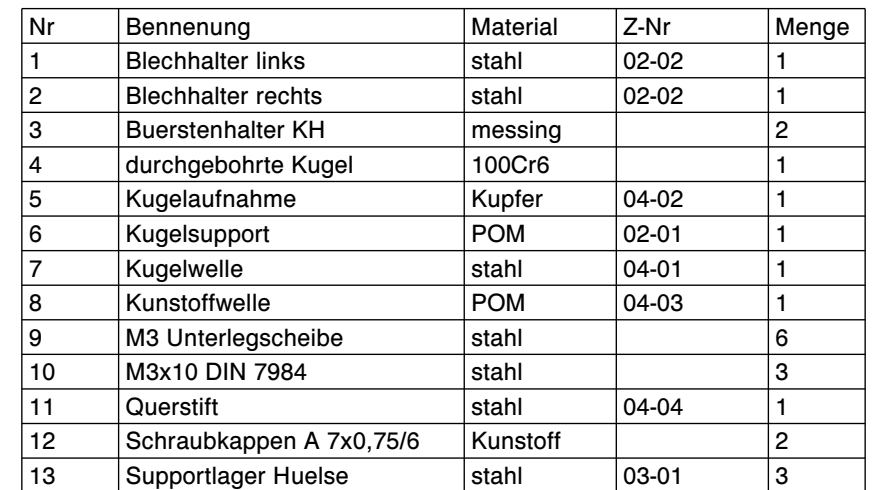 Nr Bennenung Material Z-Nr Menge
1 Blechhalter links stahl 02-02 1
2 Blechhalter rechts stahl 02-02 1
3 Buerstenhalter KH messing 2
4 durchgebohrte Kugel 100Cr6 1
5 Kugelaufnahme Kupfer 04-02 1
6 Kugelsupport POM 02-01 1
7 Kugelwelle stahl 04-01 1
8 Kunstoffwelle POM 04-03 1
9 M3 Unterlegscheibe stahl 6
10 M3x10 DIN 7984 stahl 3
11 Querstift stahl 04-04 1
12 Schraubkappen A 7x0,75/6 Kunstoff 2
13 Supportlager Huelse stahl 03-01 3